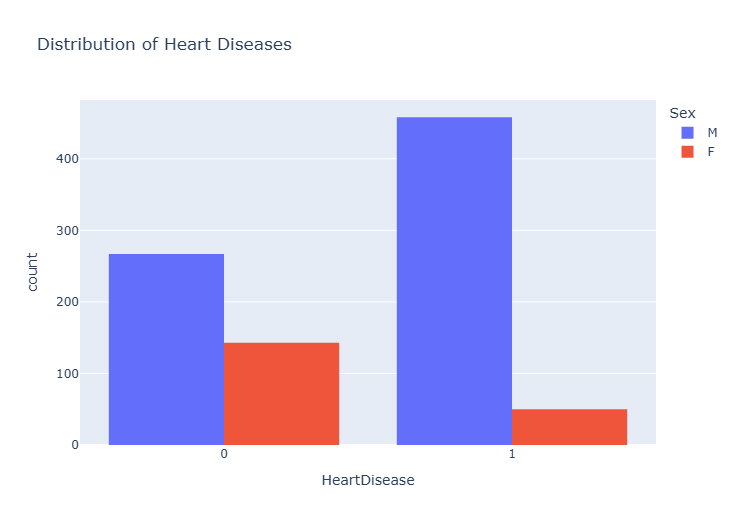 Distribution of Heart Diseases
Sex
M
F
400
300
200
100
0
count
0 1
HeartDisease